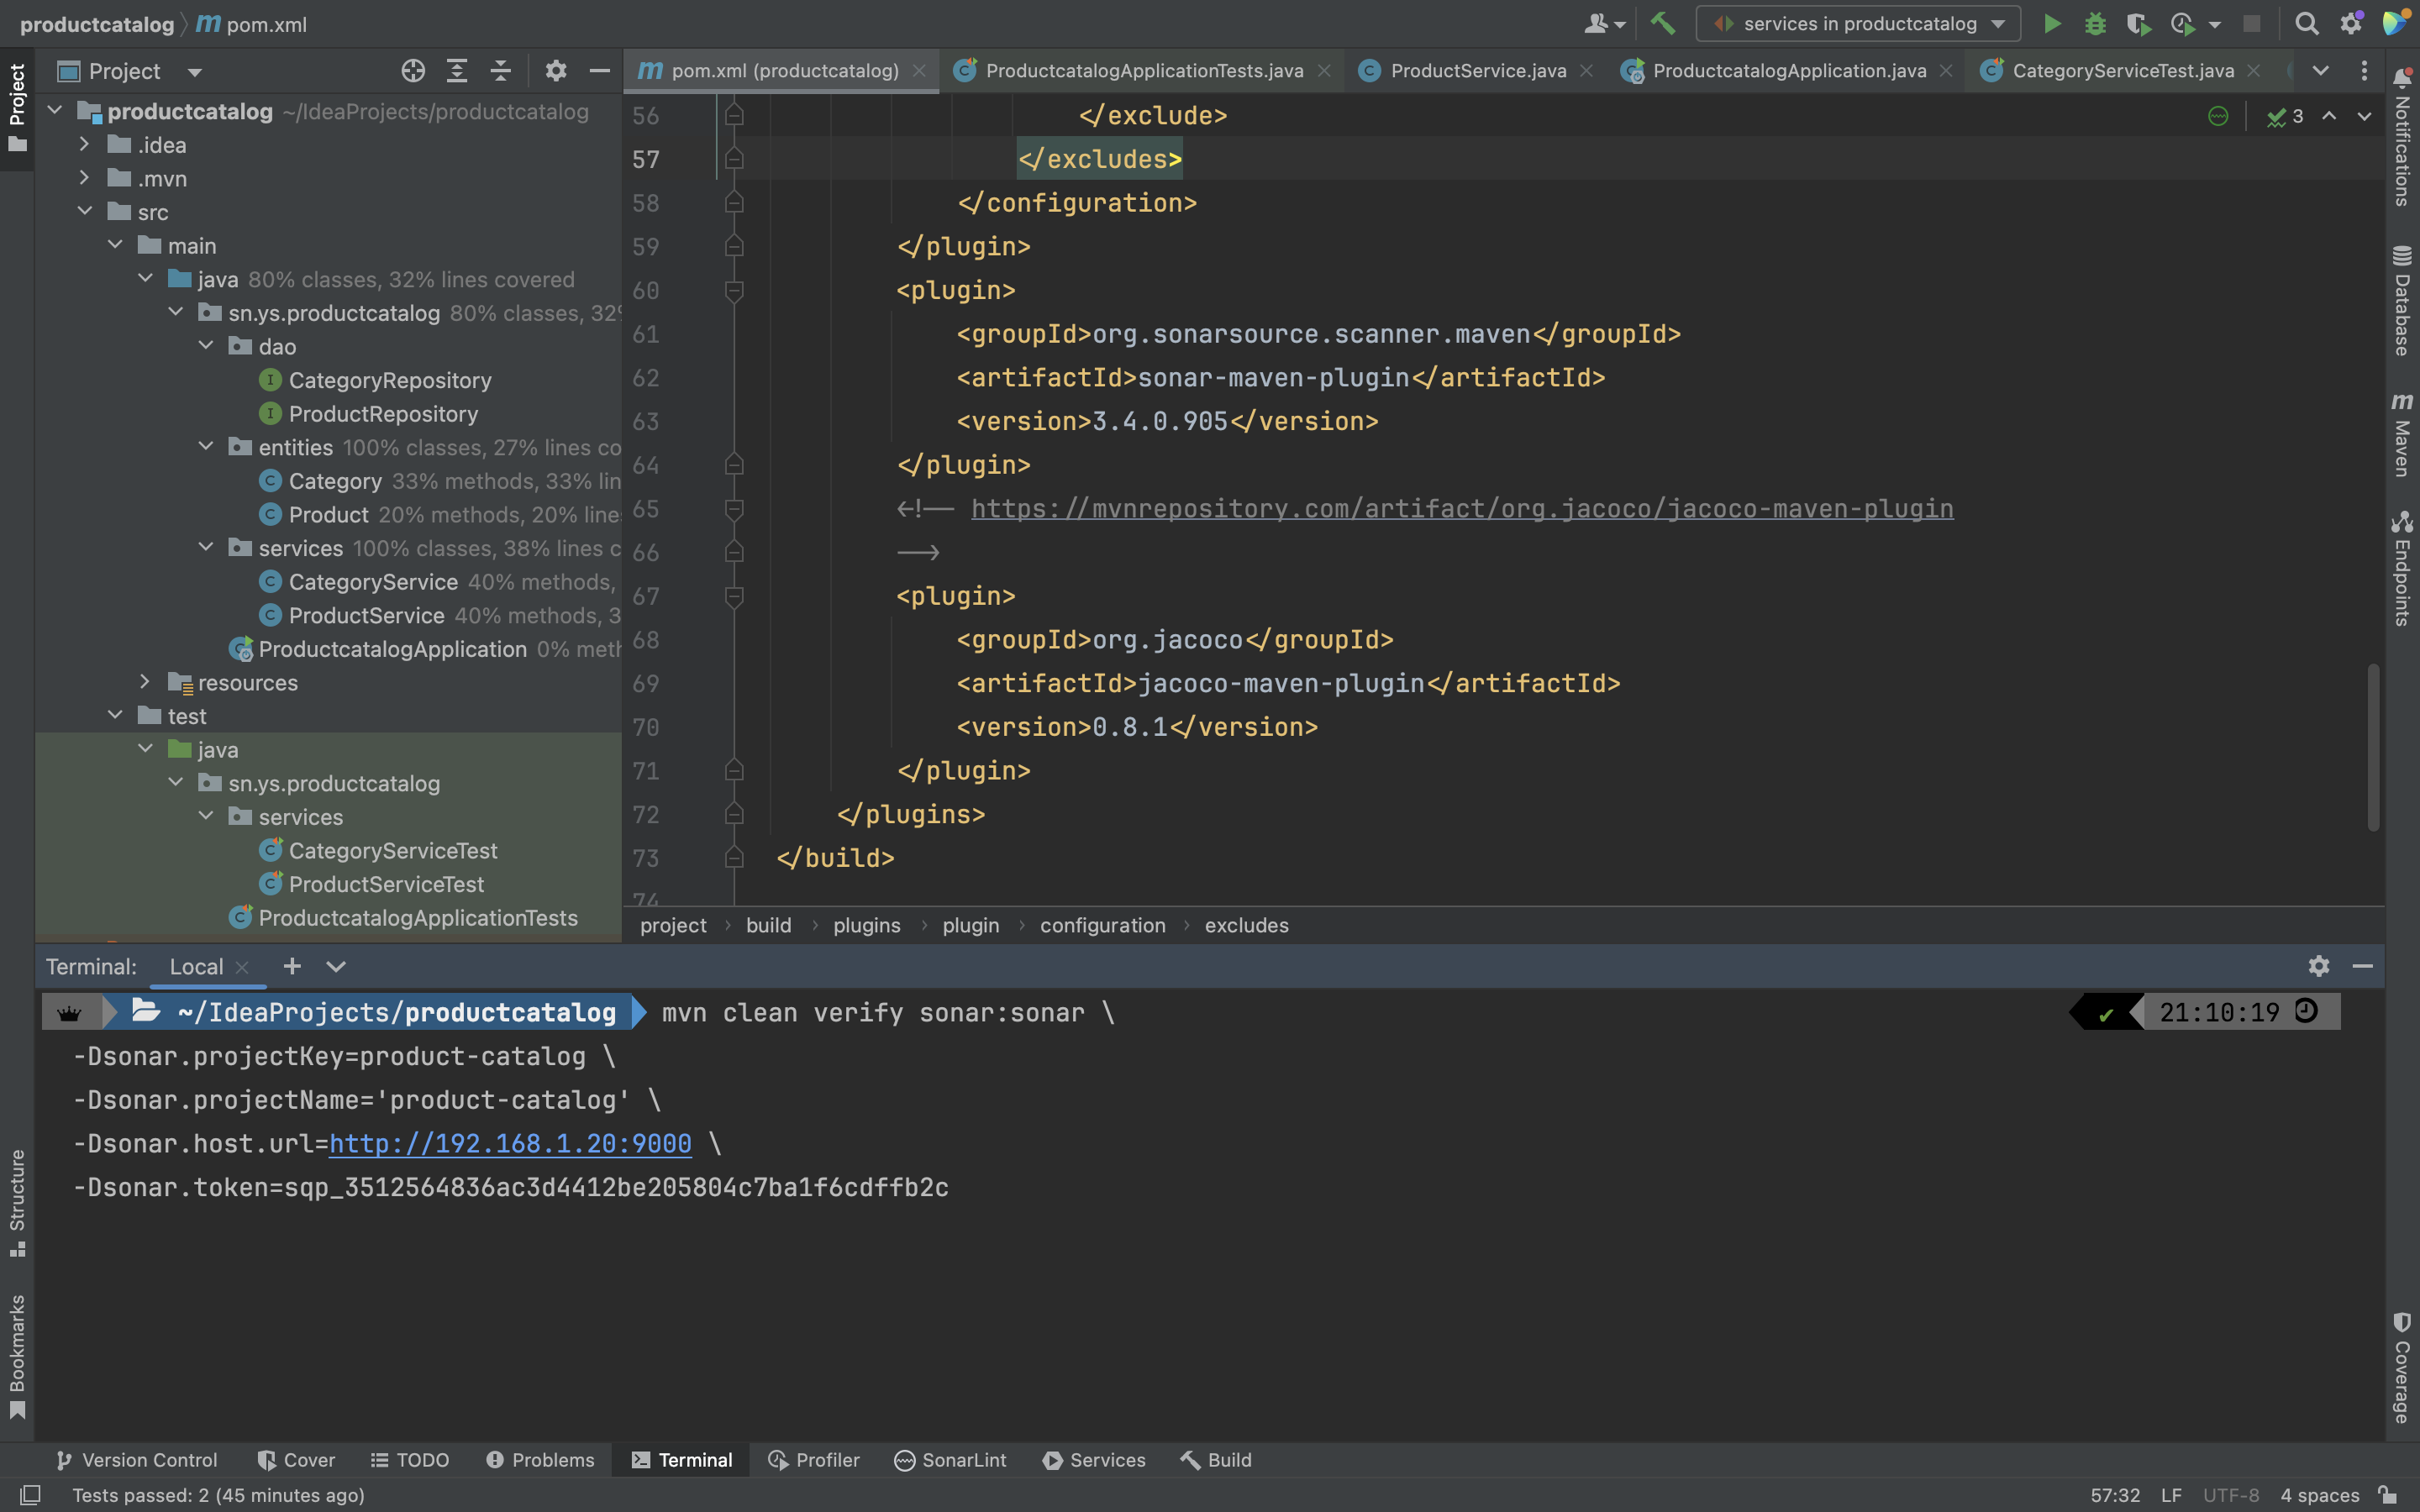 productcatalog pom.xml
services in productcatalog
Project
Project
pom.xml (productcatalog)
ProductcatalogApplicationTests.java
ProductService.java
ProductcatalogApplication.java
CategoryServiceTest.java
productcatalog ~/IdeaProjects/productcatalog
.idea
.mvn
src
main
java 80% classes, 32% lines covered
sn.ys.productcatalog 80% classes, 32%
dao
CategoryRepository
ProductRepository
entities 100% classes, 27% lines co
Category 33% methods, 33% lin
Product 20% methods, 20% line
services 100% classes, 38% lines c
CategoryService 40% methods,
ProductService 40% methods, 3
ProductcatalogApplication 0% meth
resources
test
java
sn.ys.productcatalog
services
CategoryServiceTest
ProductServiceTest
ProductcatalogApplicationTests
56 </exclude>
57 </excludes>
58 </configuration>
59 </plugin>
60 <plugin>
61 <groupId>org.sonarsource.scanner.maven</groupId>
62 <artifactId>sonar-maven-plugin</artifactId>
63 <version>3.4.0.905</version>
64 </plugin>
65 <!-- https://mvnrepository.com/artifact/org.jacoco/jacoco-maven-plugin
66 -->
67 <plugin>
68 <groupId>org.jacoco</groupId>
69 <artifactId>jacoco-maven-plugin</artifactId>
70 <version>0.8.1</version>
71 </plugin>
72 </plugins>
73 </build>
74
3
project build plugins plugin configuration excludes
Notifications
Database
Maven
Endpoints
Coverage
Structure
Bookmarks
Terminal: Local
~/IdeaProjects/productcatalog mvn clean verify sonar:sonar \ 21:10:19
-Dsonar.projectKey=product-catalog \
-Dsonar.projectName='product-catalog' \
-Dsonar.host.url=http://192.168.1.20:9000 \
-Dsonar.token=sqp_3512564836ac3d4412be205804c7ba1f6cdffb2c
Version Control Cover TODO Problems Terminal Profiler SonarLint Services Build
Tests passed: 2 (45 minutes ago) 57:32 LF UTF-8 4 spaces